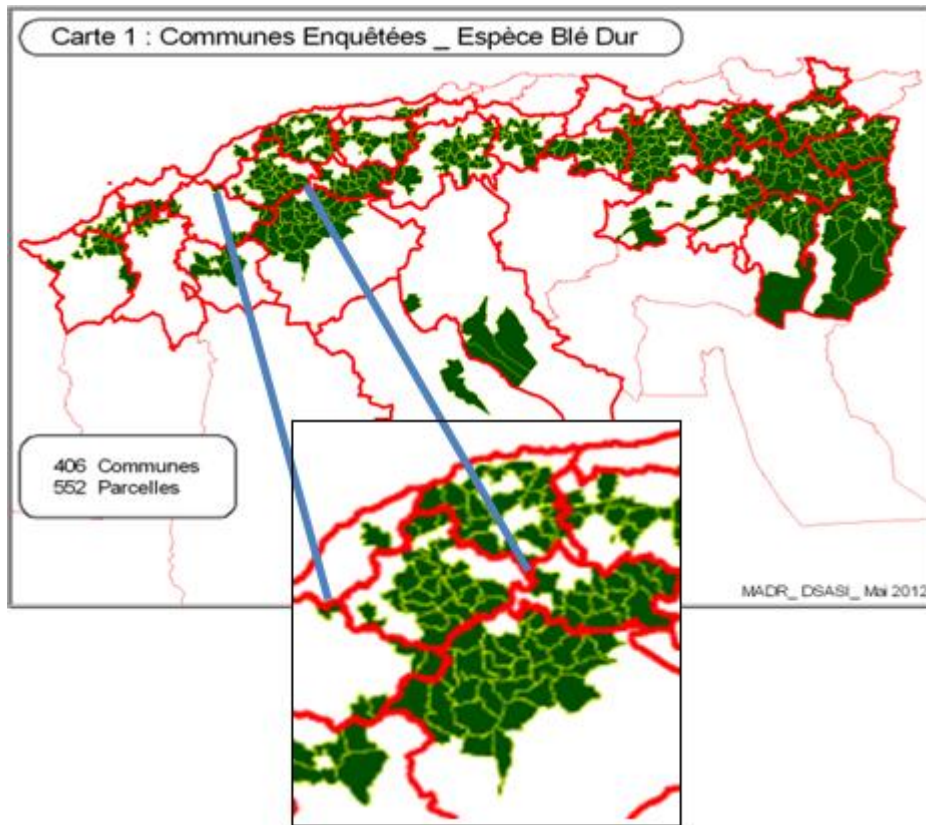 Carte 1 : Communes Enquêtées _ Espèce Blé Dur
406 Communes
552 Parcelles
MADR_ DSASI_ Mai 2012